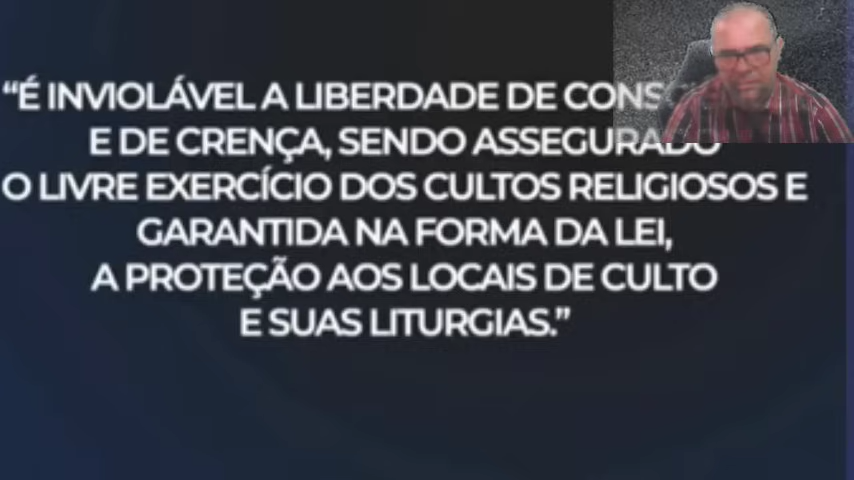 “É INVIOLÁVEL A LIBERDADE DE
E DE CRENÇA, SENDO ASSEGURADO
O LIVRE EXERCÍCIO DOS CULTOS RELIGIOSOS E
GARANTIDA NA FORMA DA LEI,
A PROTEÇÃO AOS LOCAIS DE CULTO
E SUAS LITURGIAS.”